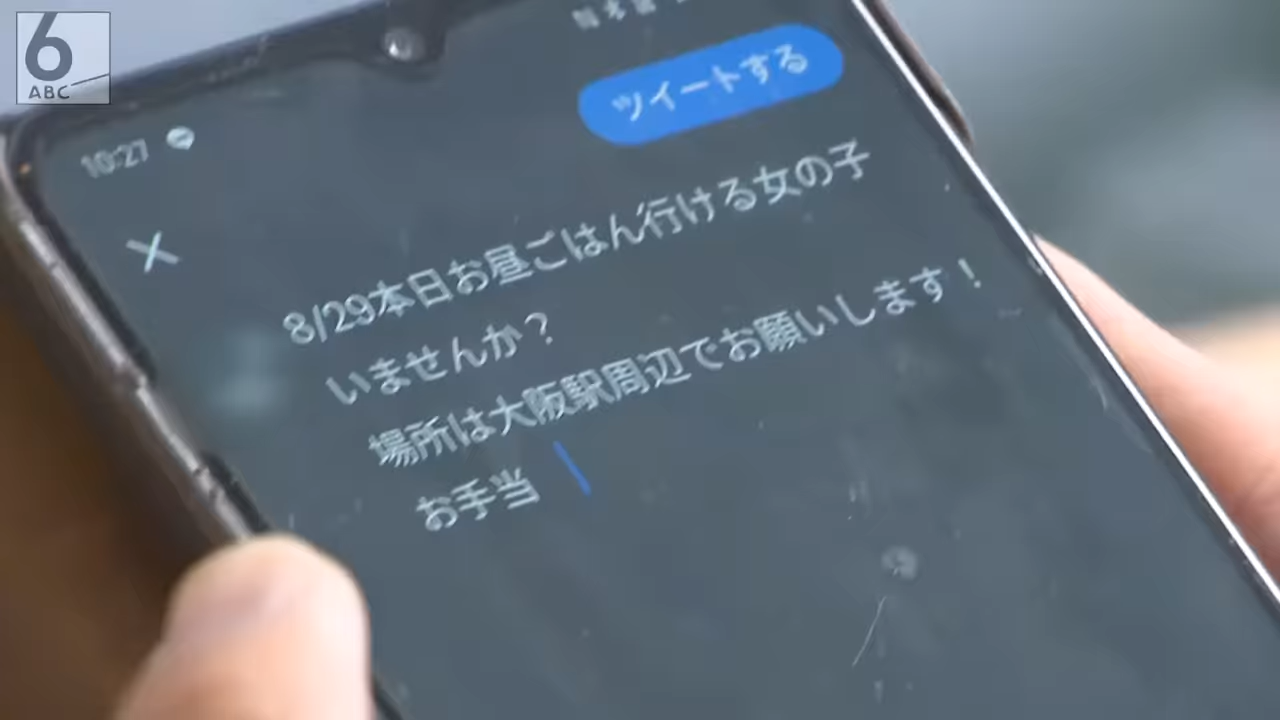 6
ABC
ツイートする
10:27
8/29本日お昼ごはん行ける女の子
いませんか？
場所は大阪駅周辺でお願いします！
お手当